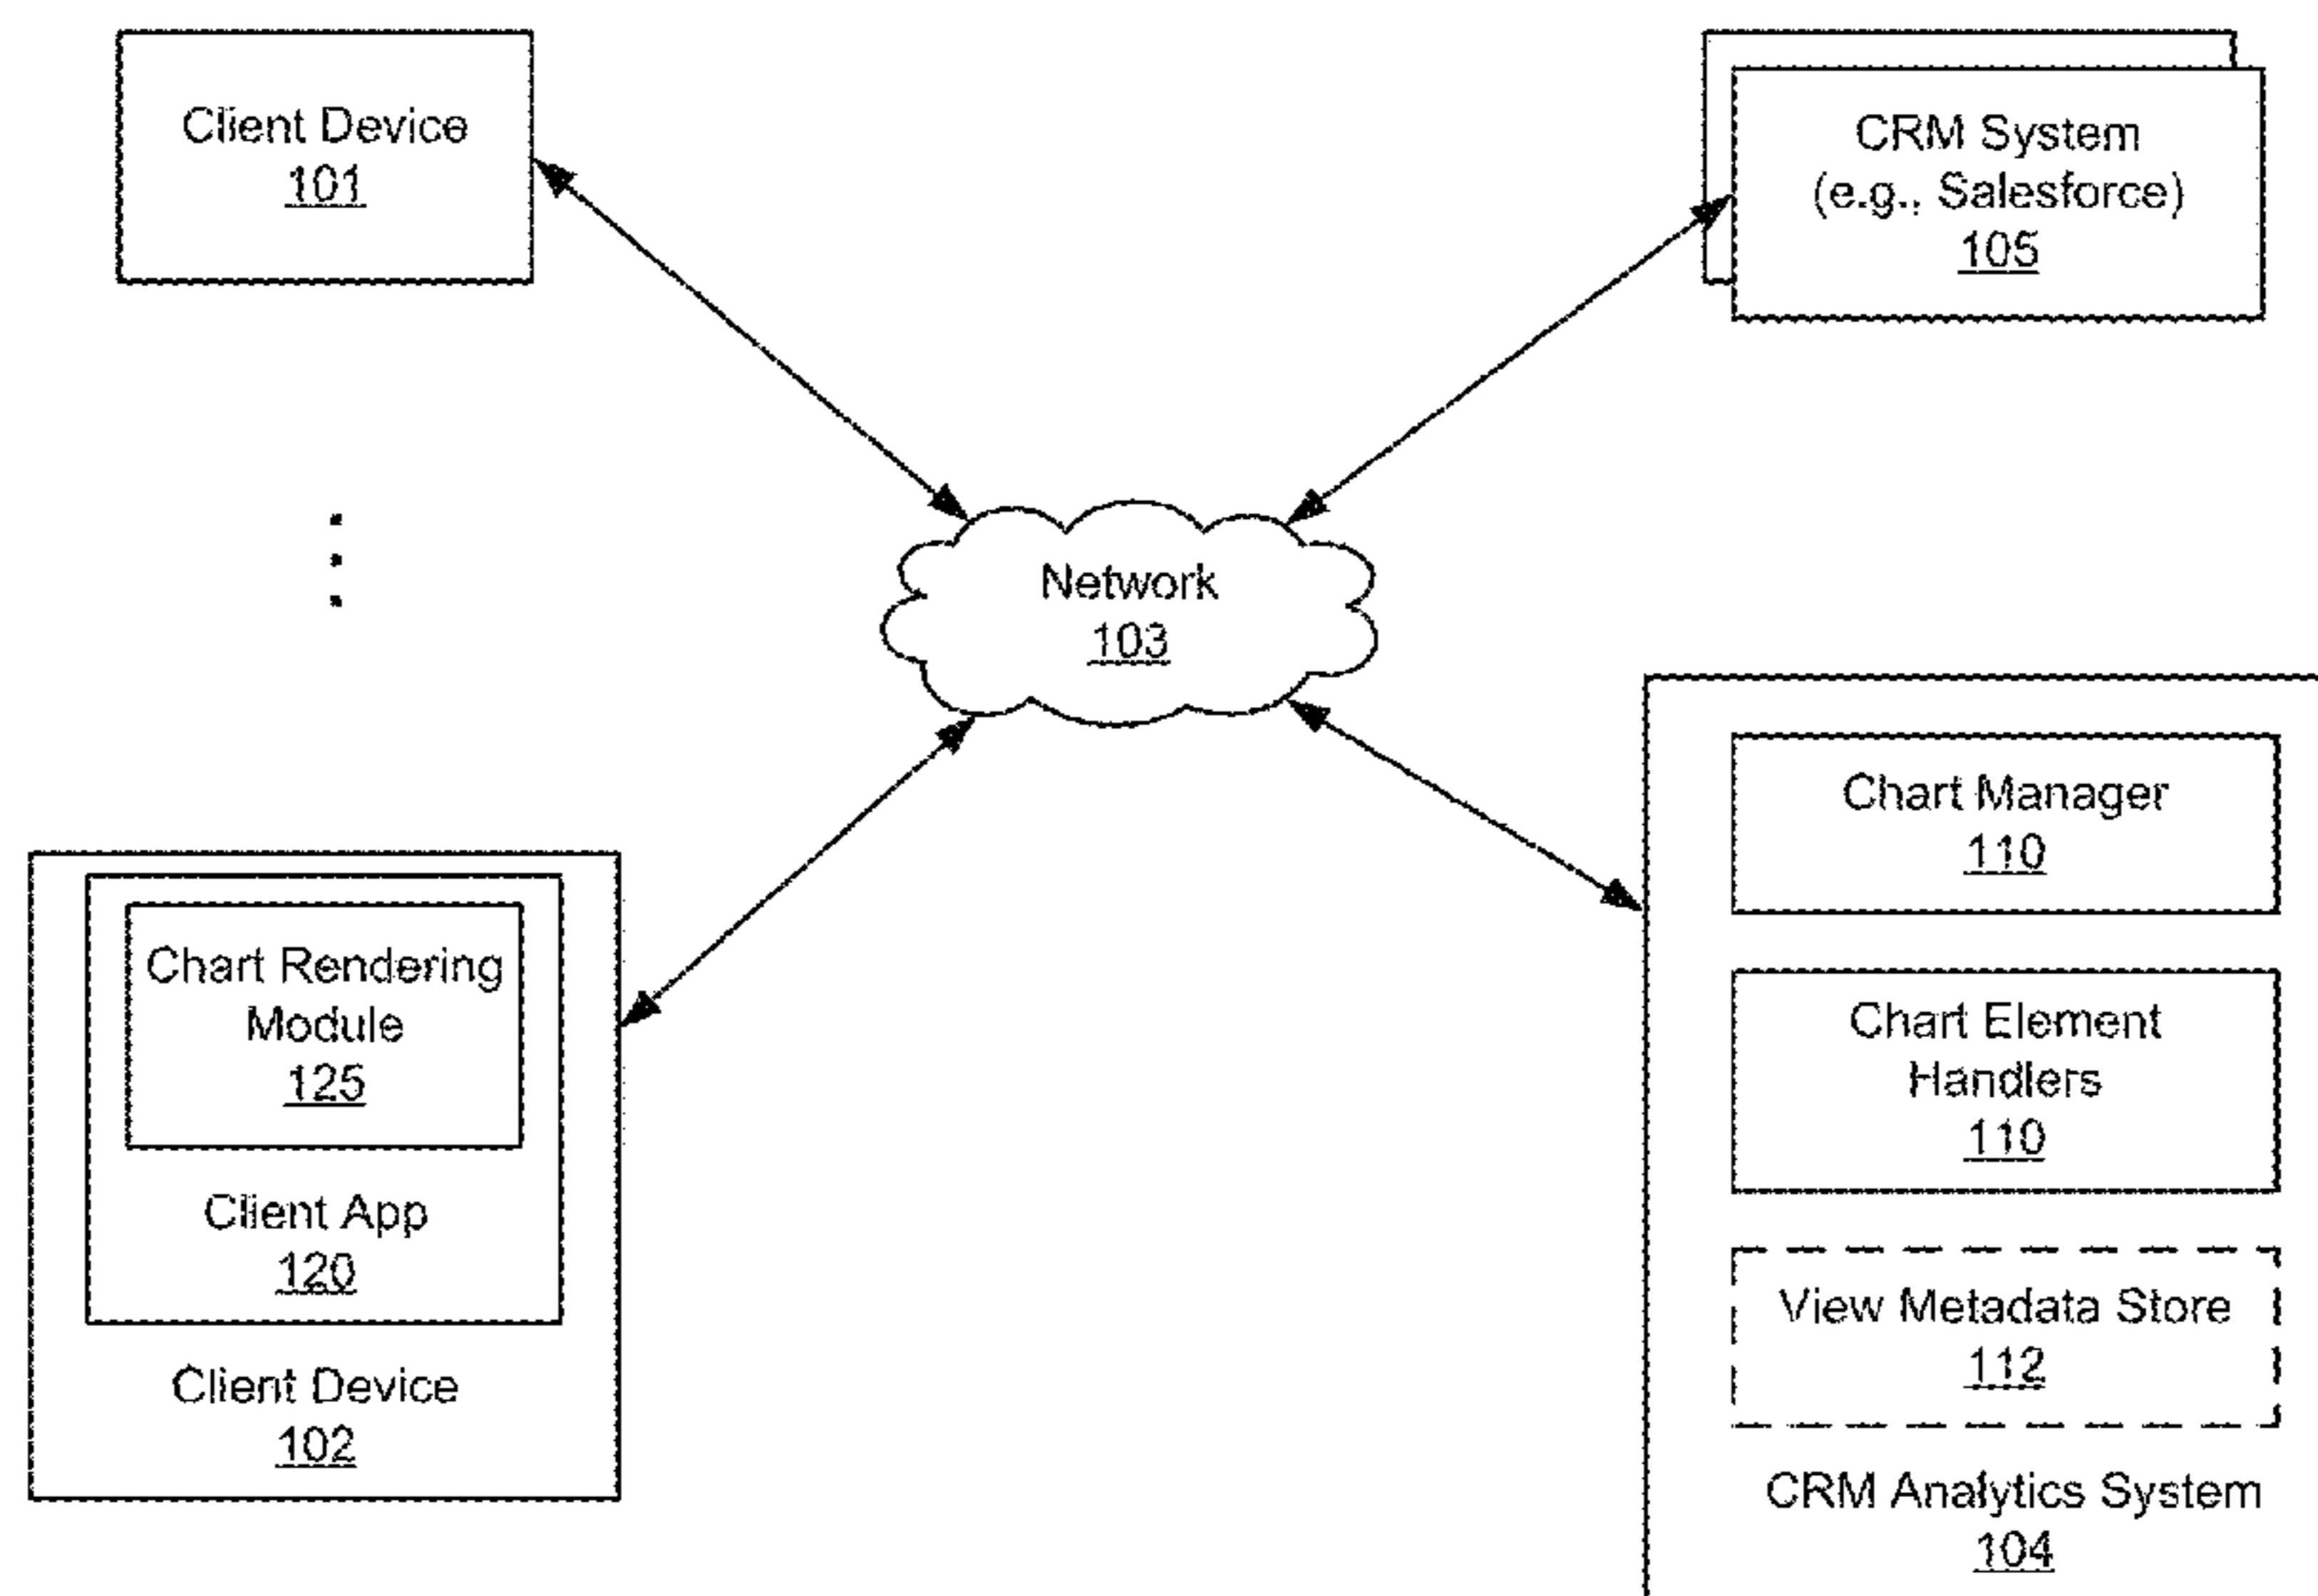 Client Device
101
CRM System
(e.g., Salesforce)
105
Network
103
Chart Rendering
Module
125
Client App
120
Client Device
102
Chart Manager
110
Chart Element
Handlers
110
View Metadata Store
112
CRM Analytics System
104